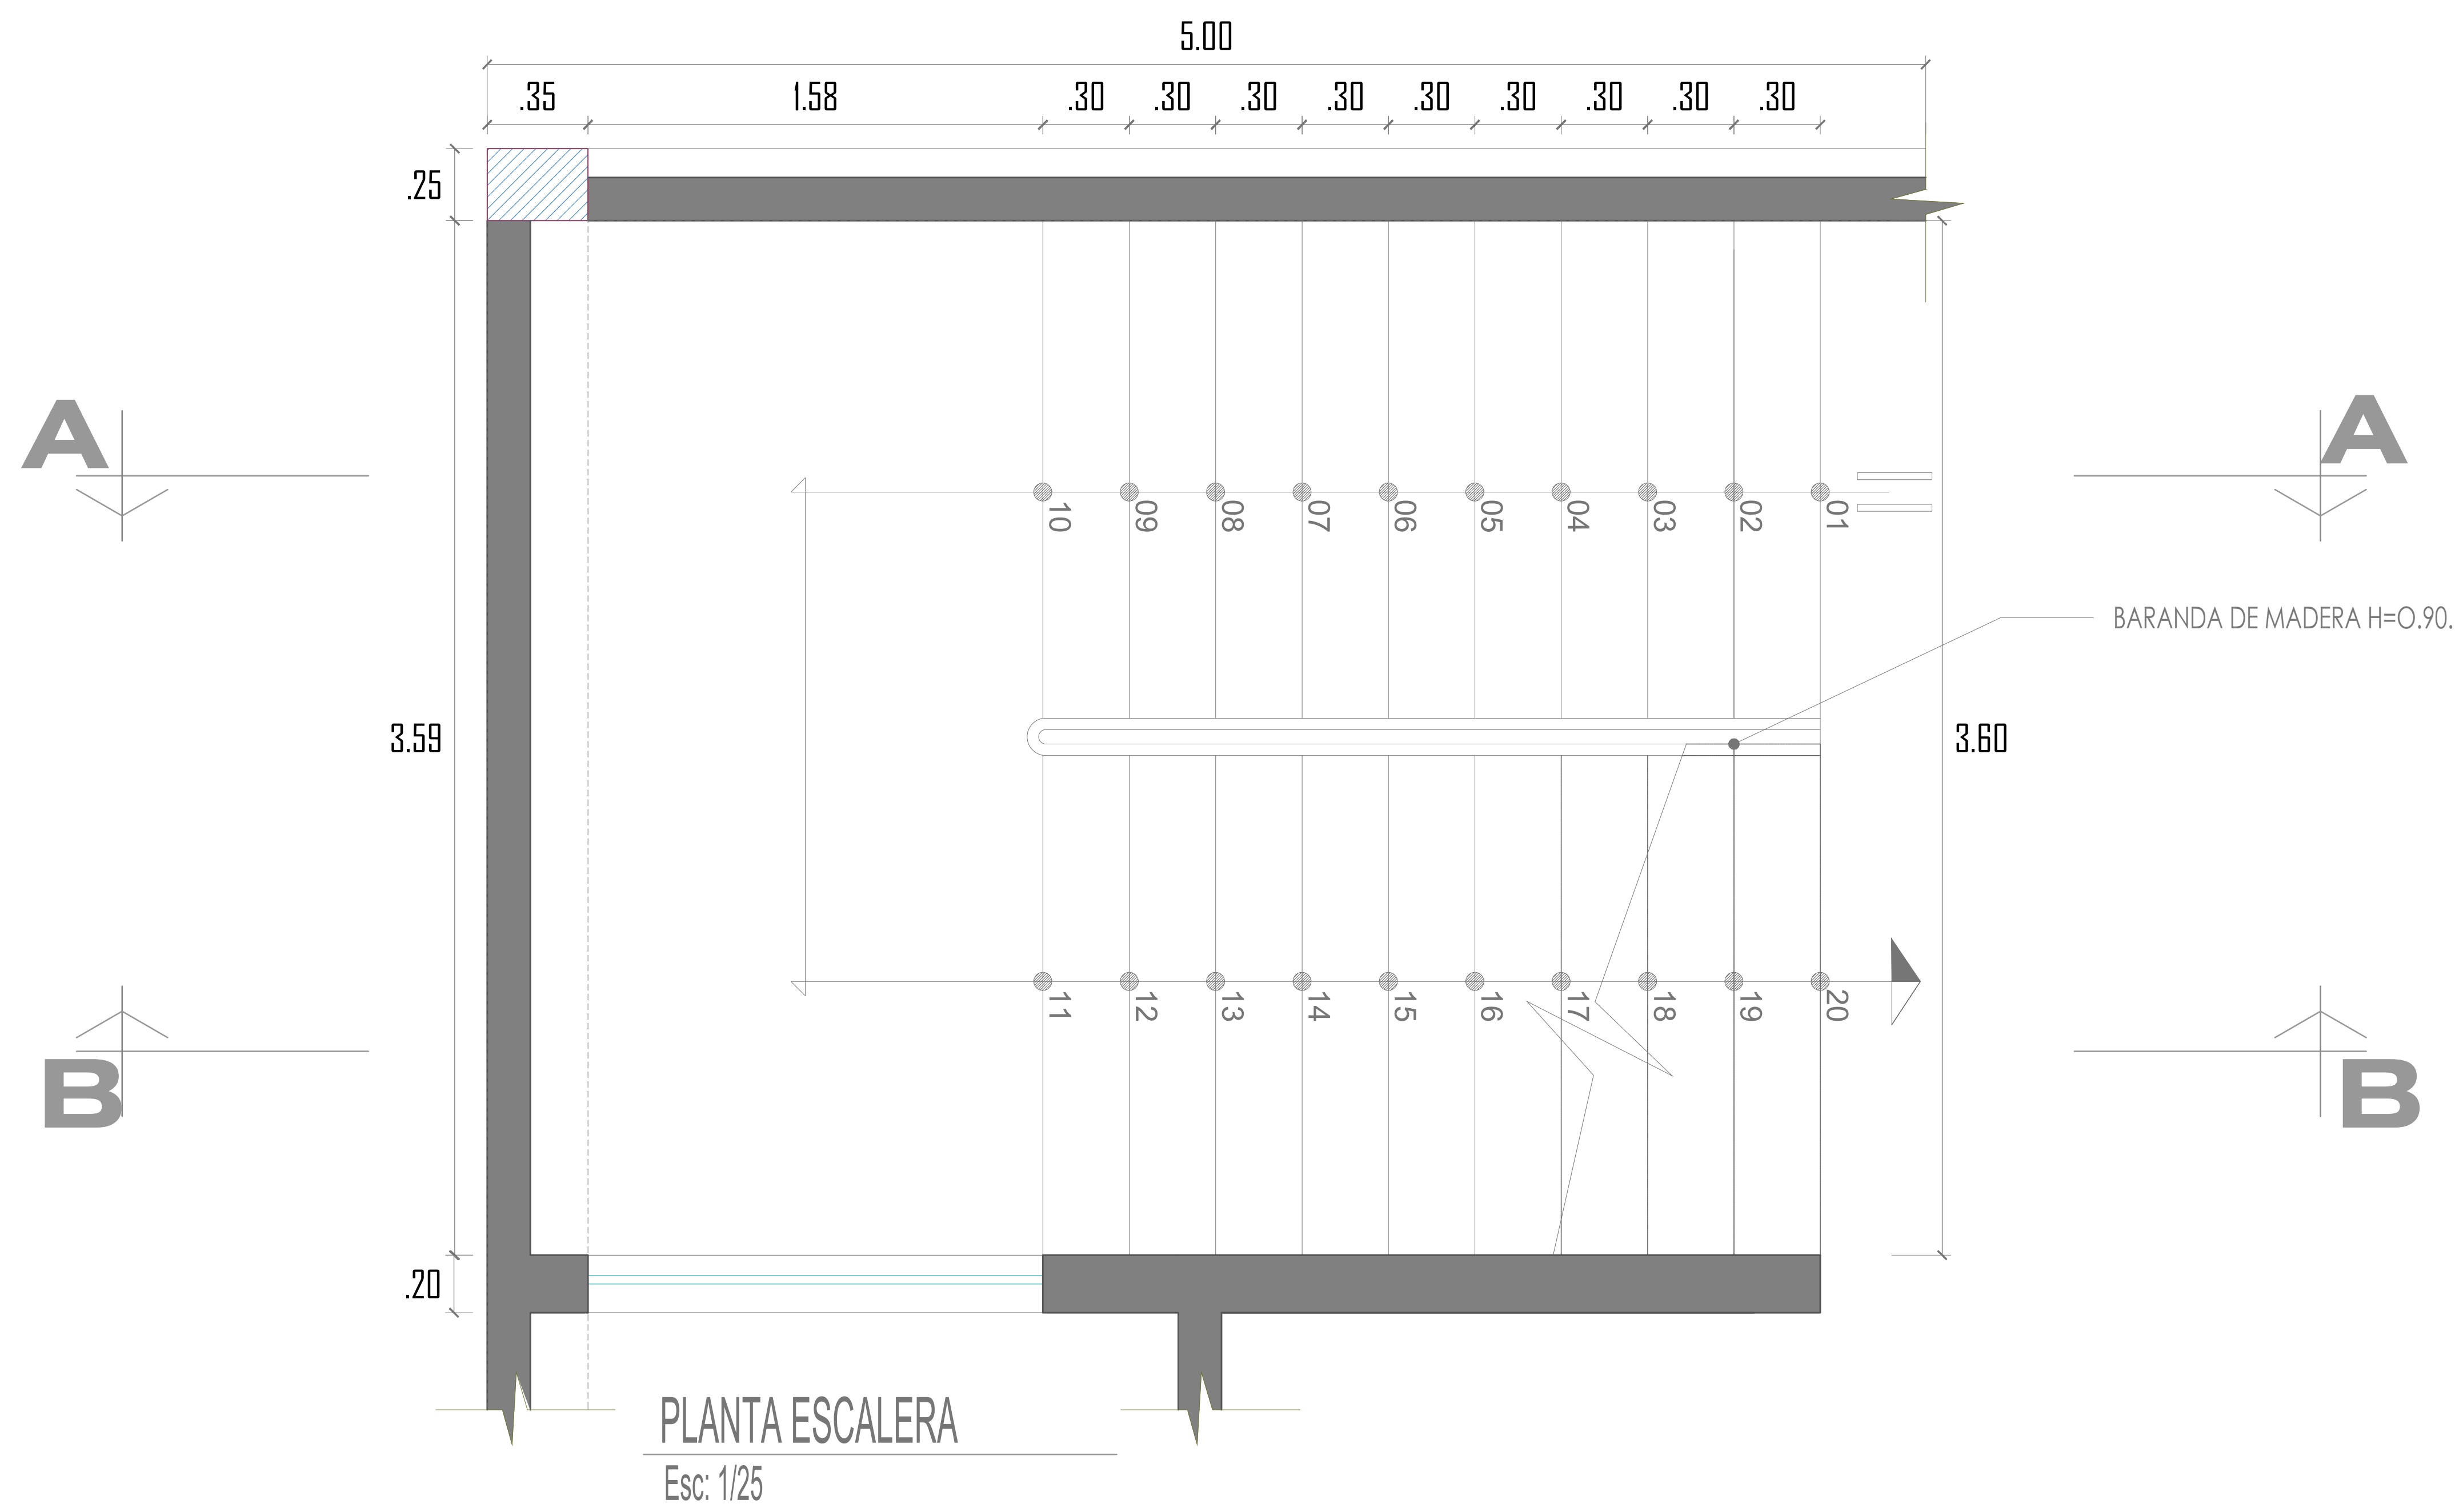 5.00
.35 1.58 .30 .30 .30 .30 .30 .30 .30 .30 .30
.25
A A
10 09 08 07 06 05 04 03 02 01
BARANDA DE MADERA H=0.90.
3.59 3.60
11 12 13 14 15 16 17 18 19 20
B B
.20
PLANTA ESCALERA
Esc: 1/25